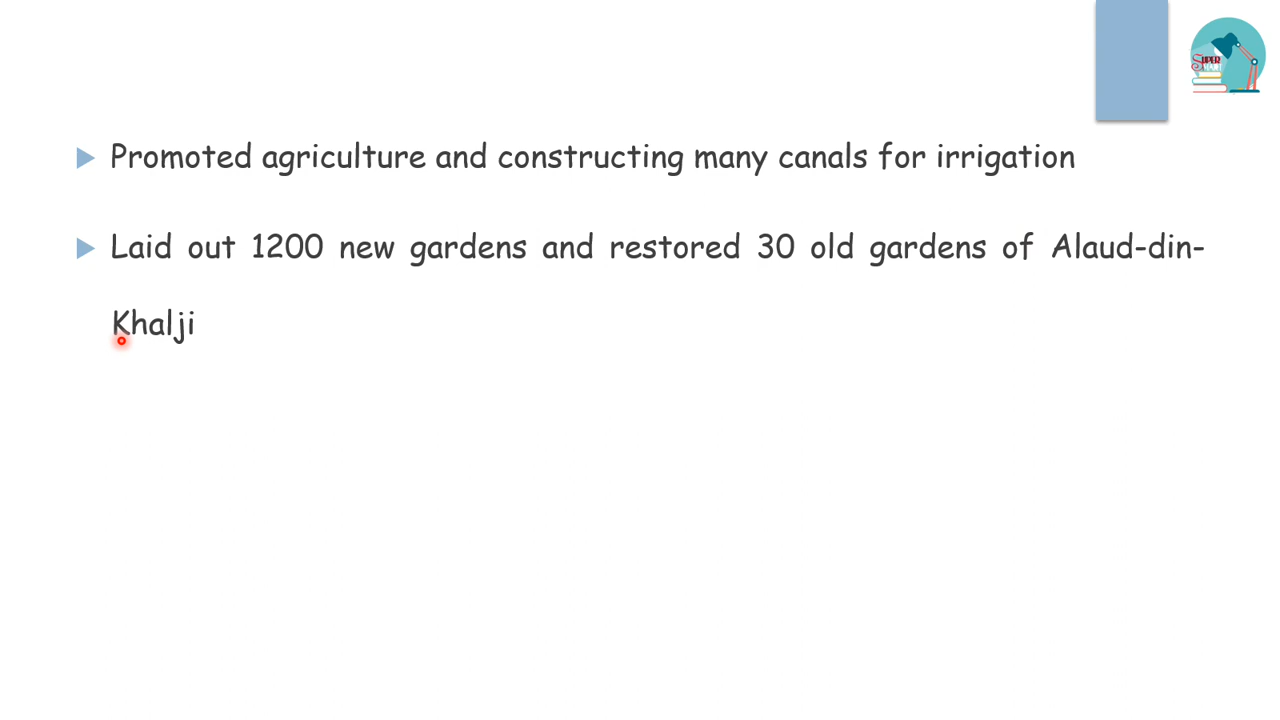 SUPER
Promoted agriculture and constructing many canals for irrigation
Laid out 1200 new gardens and restored 30 old gardens of Alaud-din-
Khalji